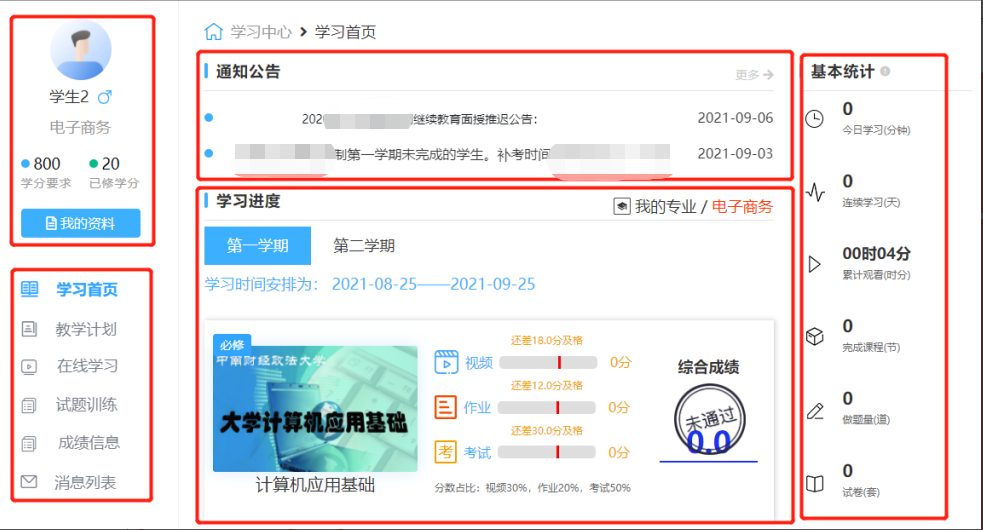 学生2
电子商务
800
学分要求
20
已修学分
我的资料
学习首页
教学计划
在线学习
试题训练
成绩信息
消息列表
学习中心 > 学习首页
通知公告
更多
202 继续教育面授推迟公告：
2021-09-06
制第一学期未完成的学生。补考时间
2021-09-03
学习进度
我的专业 / 电子商务
第一学期
第二学期
学习时间安排为： 2021-08-25——2021-09-25
必修
中南财经政法大学
大学计算机应用基础
计算机应用基础
还差18.0分及格
视频
0分
还差12.0分及格
作业
0分
还差30.0分及格
考
考试
0分
分数占比：视频30%，作业20%，考试50%
综合成绩
未通过
0.0
基本统计
0
今日学习(分钟)
0
连续学习(天)
00时04分
累计观看(时分)
0
完成课程(节)
0
做题量(道)
0
试卷(套)